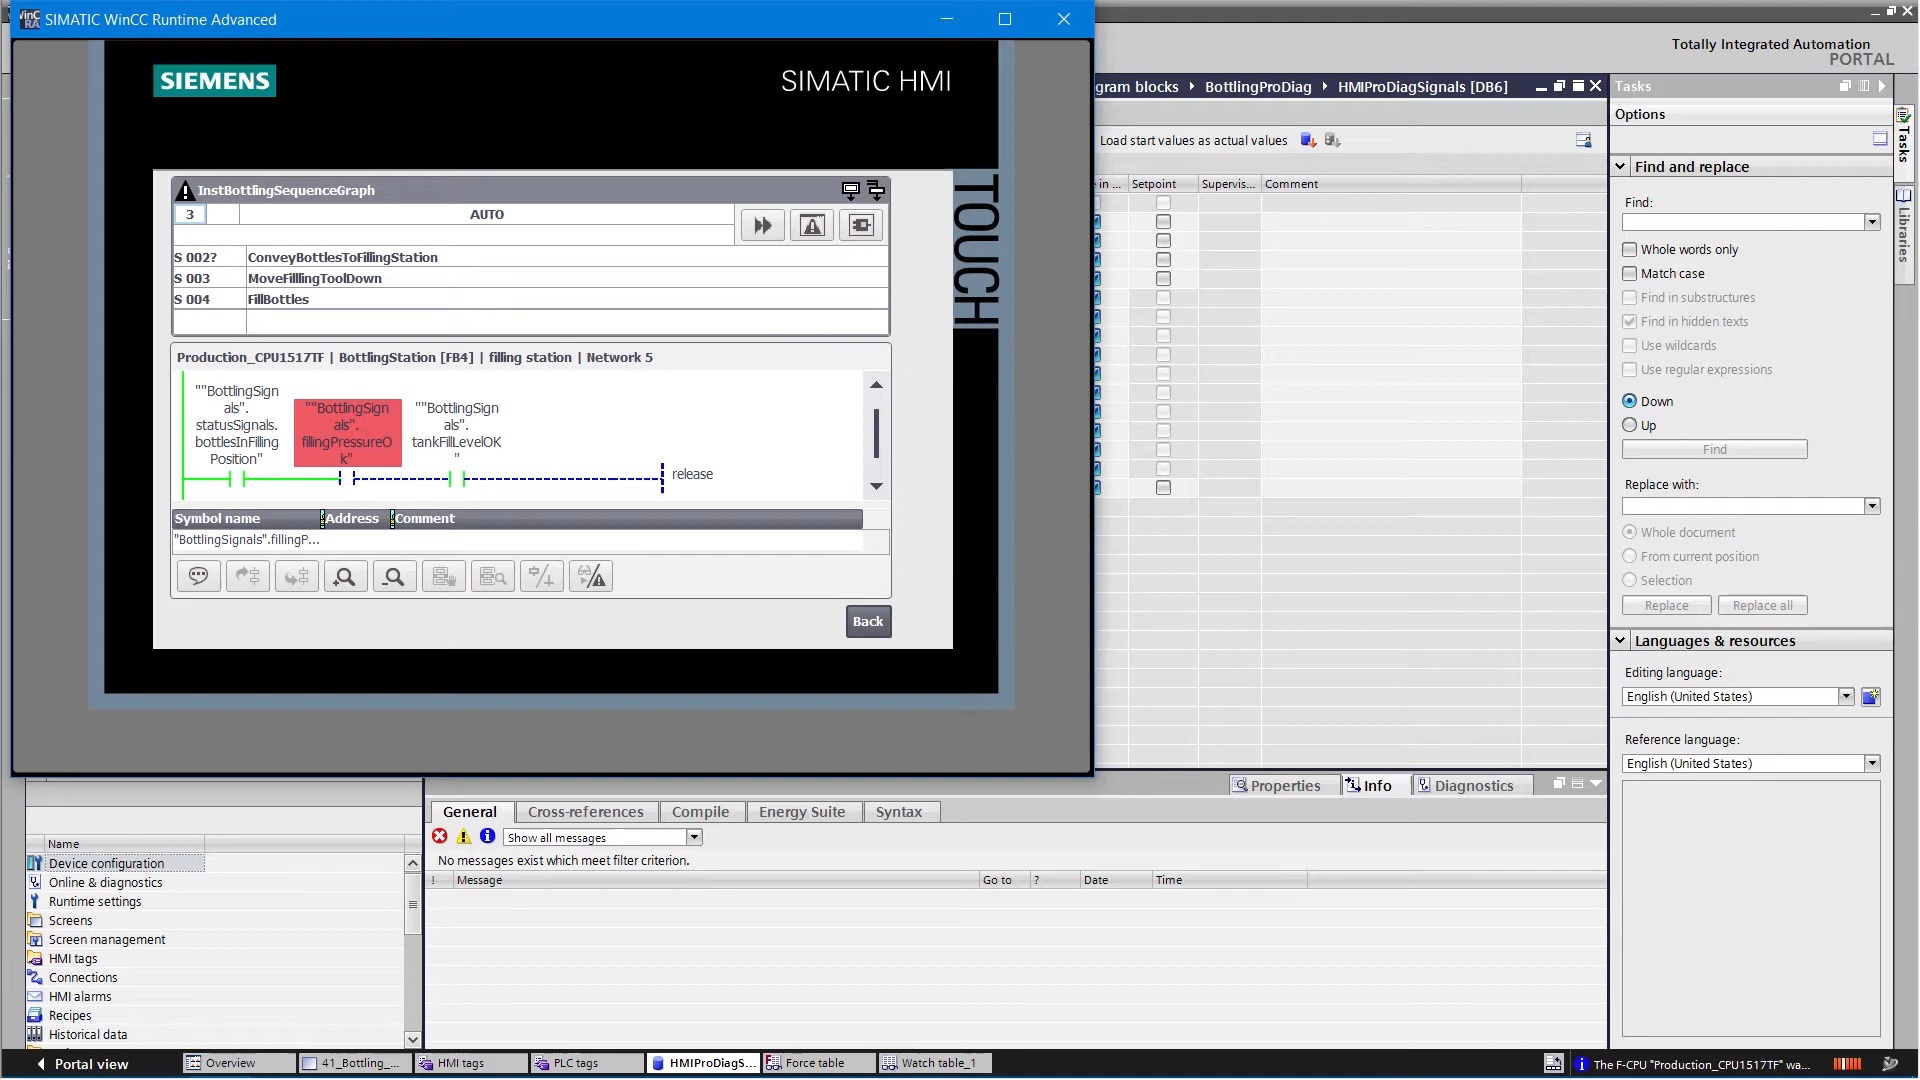 SIMATIC WinCC Runtime Advanced
SIEMENS
SIMATIC HMI
TOUCH
InstBottlingSequenceGraph
3
AUTO
S 002? ConveyBottlesToFillingStation
S 003 MoveFilllingToolDown
S 004 FillBottles
Production_CPU1517TF | BottlingStation [FB4] | filling station | Network 5
""BottlingSign
als".
statusSignals.
bottlesInFilling
Position"
""BottlingSign
als".
fillingPressureO
k"
""BottlingSign
als".
tankFillLevelOK
"
release
Symbol name Address Comment
"BottlingSignals".fillingP...
Back
Totally Integrated Automation
PORTAL
gram blocks BottlingProDiag HMIProDiagSignals [DB6]
Load start values as actual values
in ... Setpoint Supervis... Comment
Tasks
Options
Find and replace
Find:
Whole words only
Match case
Find in substructures
Find in hidden texts
Use wildcards
Use regular expressions
Down
Up
Find
Replace with:
Whole document
From current position
Selection
Replace Replace all
Languages & resources
Editing language:
English (United States)
Reference language:
English (United States)
Tasks
Libraries
Properties Info Diagnostics
General Cross-references Compile Energy Suite Syntax
Show all messages
No messages exist which meet filter criterion.
! Message Go to ? Date Time
Name
Device configuration
Online & diagnostics
Runtime settings
Screens
Screen management
HMI tags
Connections
HMI alarms
Recipes
Historical data
Portal view Overview 41_Bottling_... HMI tags PLC tags HMIProDiagS... Force table Watch table_1 The F-CPU "Production_CPU1517TF" wa...